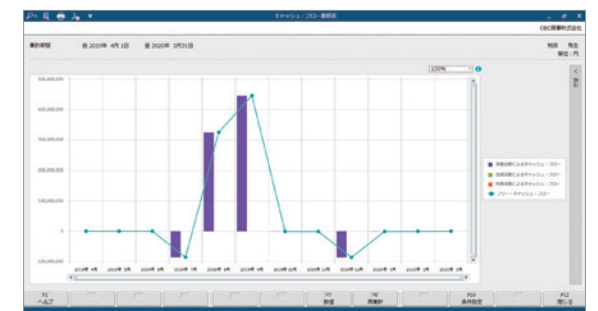 キャッシュ・フロー推移表
OBC商事株式会社
集計期間 自 2019年 4月 1日 至 2020年 3月31日
税抜 発生
単位：円
100%
500,000,000
400,000,000
300,000,000
200,000,000
100,000,000
0
-100,000,000
2019年 4月 2019年 5月 2019年 6月 2019年 7月 2019年 8月 2019年 9月 2019年 10月 2019年 11月 2019年 12月 2020年 1月 2020年 2月 2020年 3月
営業活動によるキャッシュ・フロー
投資活動によるキャッシュ・フロー
財務活動によるキャッシュ・フロー
フリー・キャッシュ・フロー
F1 F7 F8 F10 F12
ヘルプ 数値 再集計 条件設定 閉じる